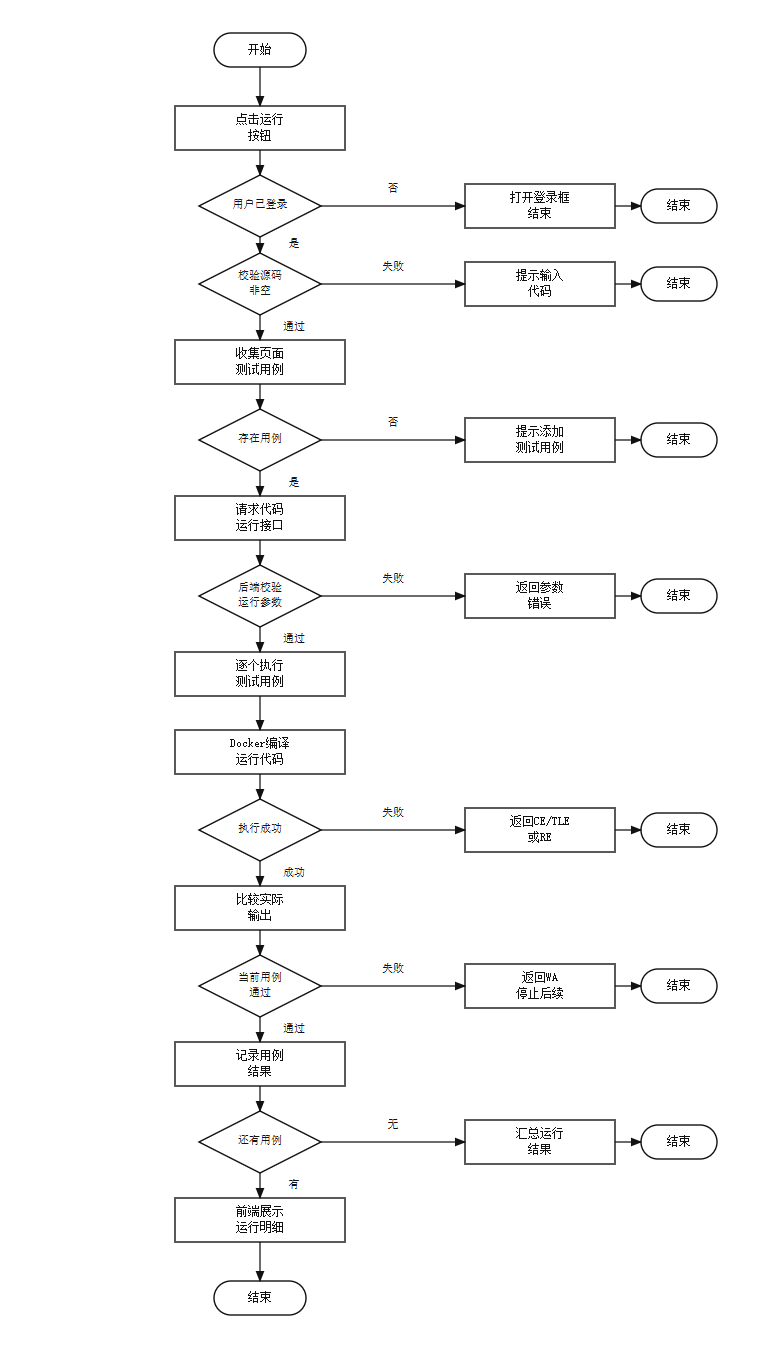 开始
点击运行
按钮
用户已登录
否
打开登录框
结束
结束
是
校验源码
非空
失败
提示输入
代码
结束
通过
收集页面
测试用例
存在用例
否
提示添加
测试用例
结束
是
请求代码
运行接口
后端校验
运行参数
失败
返回参数
错误
结束
通过
逐个执行
测试用例
Docker编译
运行代码
执行成功
失败
返回CE/TLE
或RE
结束
成功
比较实际
输出
当前用例
通过
失败
返回WA
停止后续
结束
通过
记录用例
结果
还有用例
无
汇总运行
结果
结束
有
前端展示
运行明细
结束